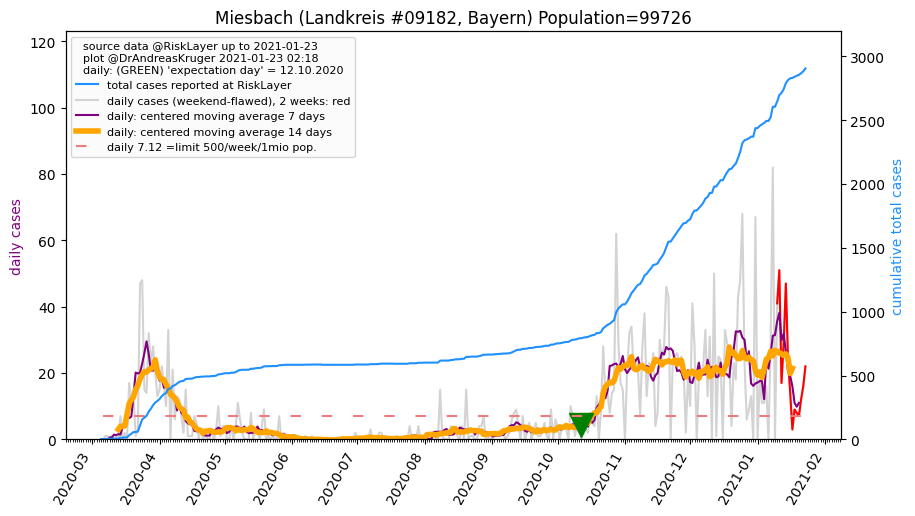 Miesbach (Landkreis #09182, Bayern) Population=99726
source data @RiskLayer up to 2021-01-23
plot @DrAndreasKruger 2021-01-23 02:18
daily: (GREEN) 'expectation day' = 12.10.2020
total cases reported at RiskLayer
daily cases (weekend-flawed), 2 weeks: red
daily: centered moving average 7 days
daily: centered moving average 14 days
daily 7.12 =limit 500/week/1mio pop.
daily cases
120
100
80
60
40
20
0
cumulative total cases
3000
2500
2000
1500
1000
500
0
2020-03
2020-04
2020-05
2020-06
2020-07
2020-08
2020-09
2020-10
2020-11
2020-12
2021-01
2021-02